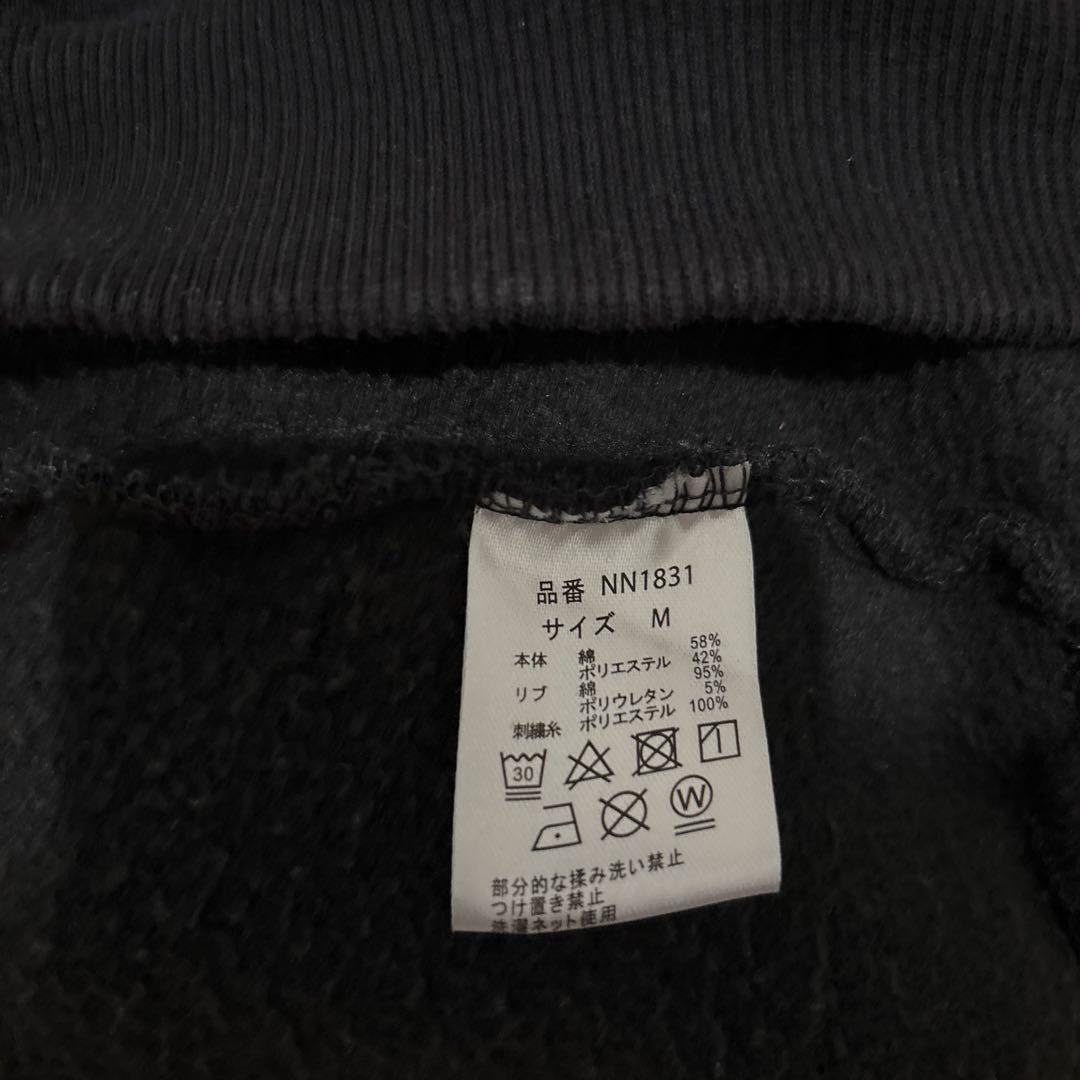 品番 NN1831
サイズ M
本体 綿 58%
ポリエステル 42%
リブ 綿 95%
ポリウレタン 5%
刺繍糸 ポリエステル 100%
30
W
部分的な揉み洗い禁止
つけ置き禁止
洗濯ネット使用